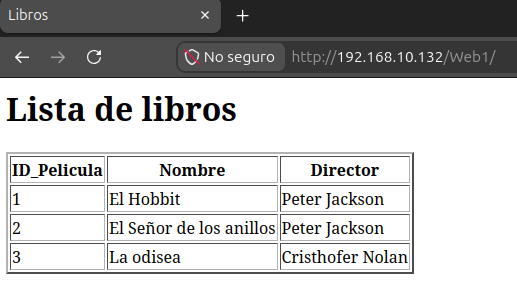 Libros
No seguro http://192.168.10.132/Web1/
Lista de libros
ID_Pelicula Nombre Director
1 El Hobbit Peter Jackson
2 El Señor de los anillos Peter Jackson
3 La odisea Cristhofer Nolan